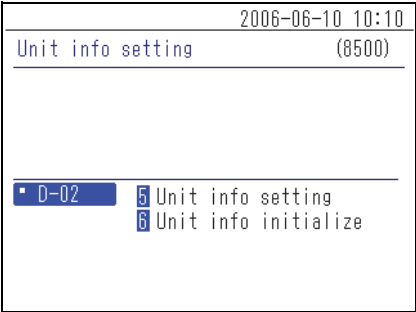 2006-06-10 10:10
Unit info setting (8500)
D-02 5 Unit info setting
6 Unit info initialize